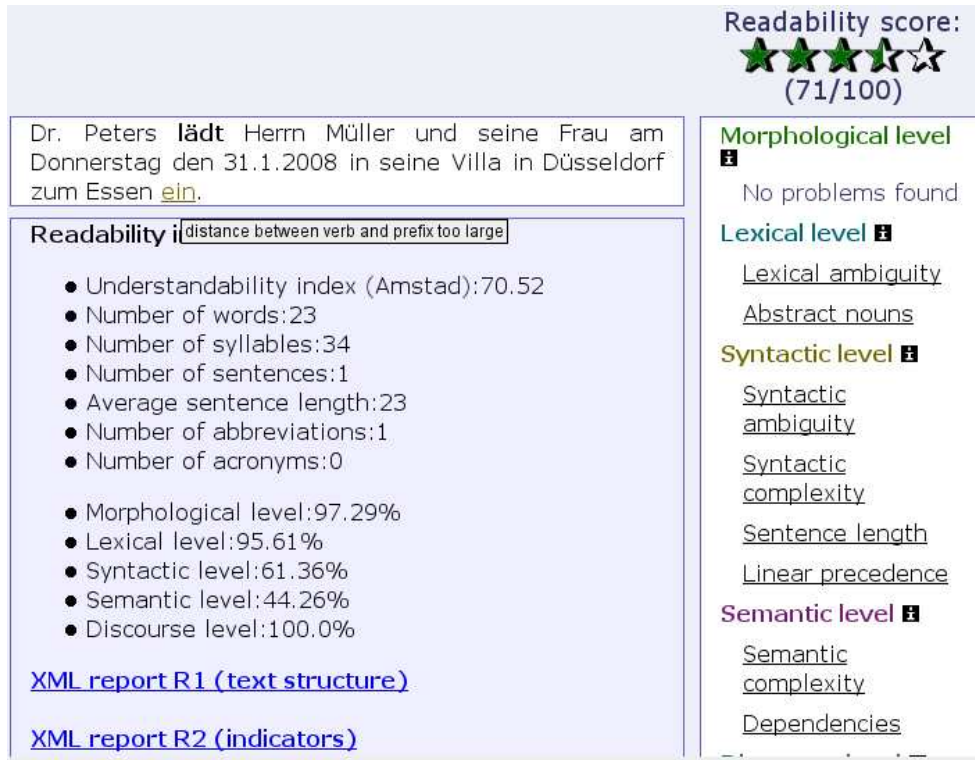 Readability score:
(71/100)
Dr. Peters lädt Herrn Müller und seine Frau am
Donnerstag den 31.1.2008 in seine Villa in Düsseldorf
zum Essen ein.
Readability i
distance between verb and prefix too large
Understandability index (Amstad):70.52
Number of words:23
Number of syllables:34
Number of sentences:1
Average sentence length:23
Number of abbreviations:1
Number of acronyms:0
Morphological level:97.29%
Lexical level:95.61%
Syntactic level:61.36%
Semantic level:44.26%
Discourse level:100.0%
XML report R1 (text structure)
XML report R2 (indicators)
Morphological level
i
No problems found
Lexical level i
Lexical ambiguity
Abstract nouns
Syntactic level i
Syntactic
ambiguity
Syntactic
complexity
Sentence length
Linear precedence
Semantic level i
Semantic
complexity
Dependencies